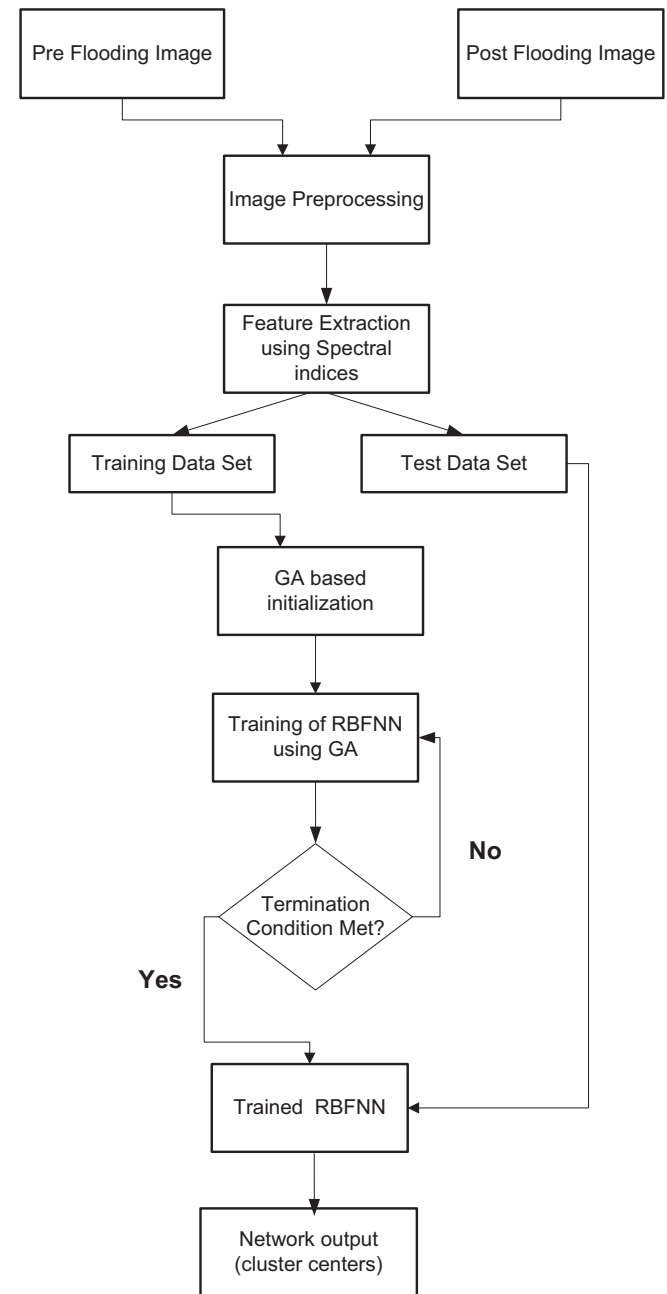 Pre Flooding Image
Post Flooding Image
Image Preprocessing
Feature Extraction
using Spectral
indices
Training Data Set
Test Data Set
GA based
initialization
Training of RBFNN
using GA
No
Termination
Condition Met?
Yes
Trained RBFNN
Network output
(cluster centers)